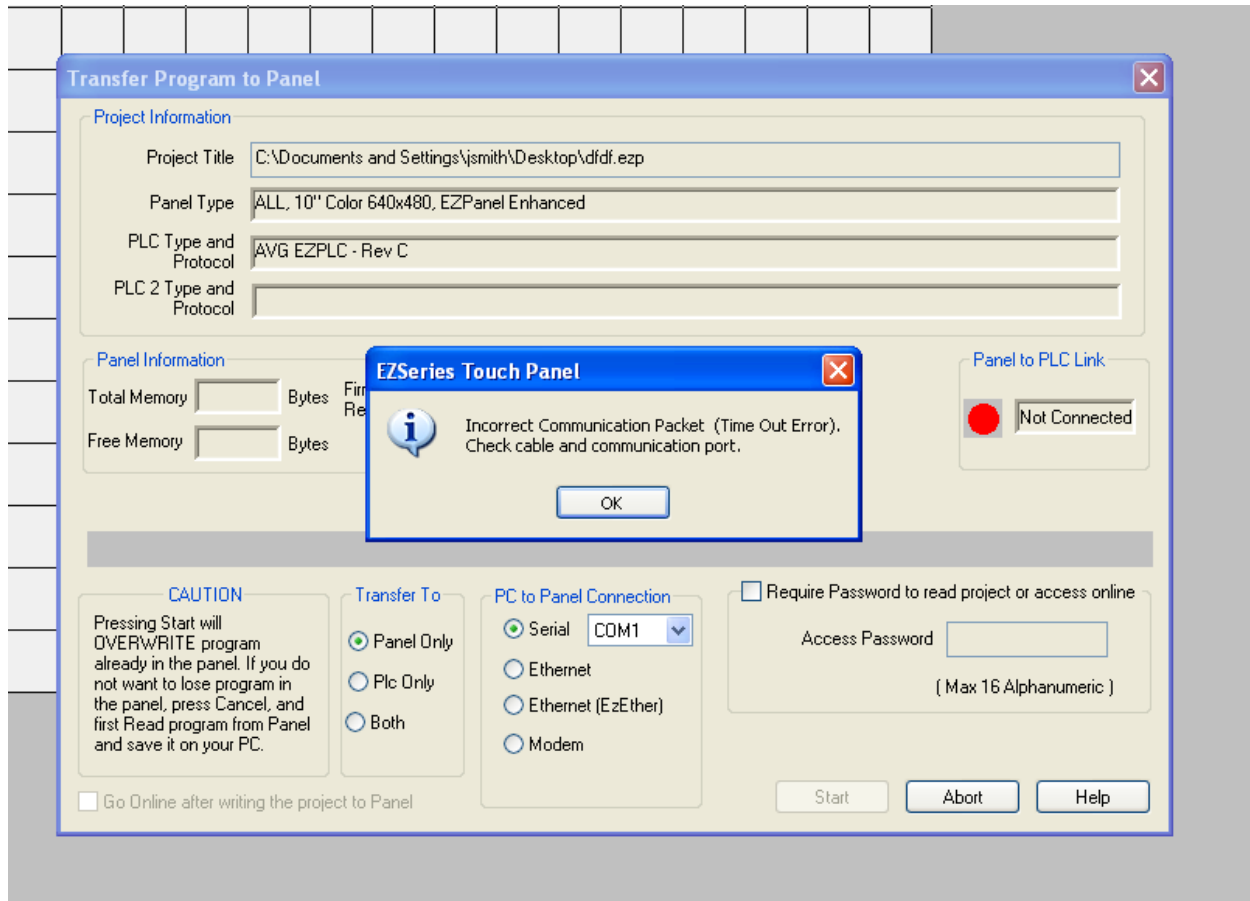 Transfer Program to Panel
Project Information
Project Title C:\Documents and Settings\jsmith\Desktop\dfdf.ezp
Panel Type ALL, 10" Color 640x480, EZPanel Enhanced
PLC Type and
Protocol
AVG EZPLC - Rev C
PLC 2 Type and
Protocol
Panel Information
Total Memory Bytes
Free Memory Bytes
EZSeries Touch Panel
Incorrect Communication Packet (Time Out Error).
Check cable and communication port.
OK
Panel to PLC Link
Not Connected
CAUTION
Pressing Start will
OVERWRITE program
already in the panel. If you do
not want to lose program in
the panel, press Cancel, and
first Read program from Panel
and save it on your PC.
Transfer To
Panel Only
Plc Only
Both
PC to Panel Connection
Serial COM1
Ethernet
Ethernet (EzEther)
Modem
Require Password to read project or access online
Access Password
( Max 16 Alphanumeric )
Go Online after writing the project to Panel
Start Abort Help